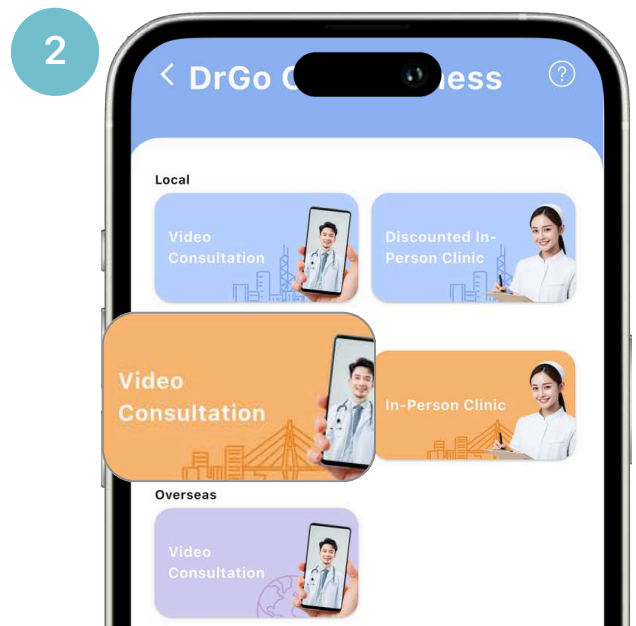 2
DrGo C ness
?
Local
Video
Consultation
Discounted In-
Person Clinic
Video
Consultation
In-Person Clinic
Overseas
Video
Consultation